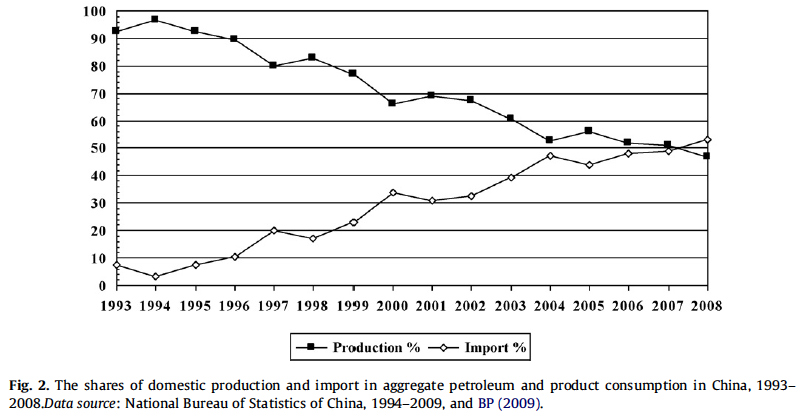 100
90
80
70
60
50
40
30
20
10
0
1993 1994 1995 1996 1997 1998 1999 2000 2001 2002 2003 2004 2005 2006 2007 2008
Production % Import %
Fig. 2. The shares of domestic production and import in aggregate petroleum and product consumption in China, 1993–
2008.Data source: National Bureau of Statistics of China, 1994–2009, and BP (2009).